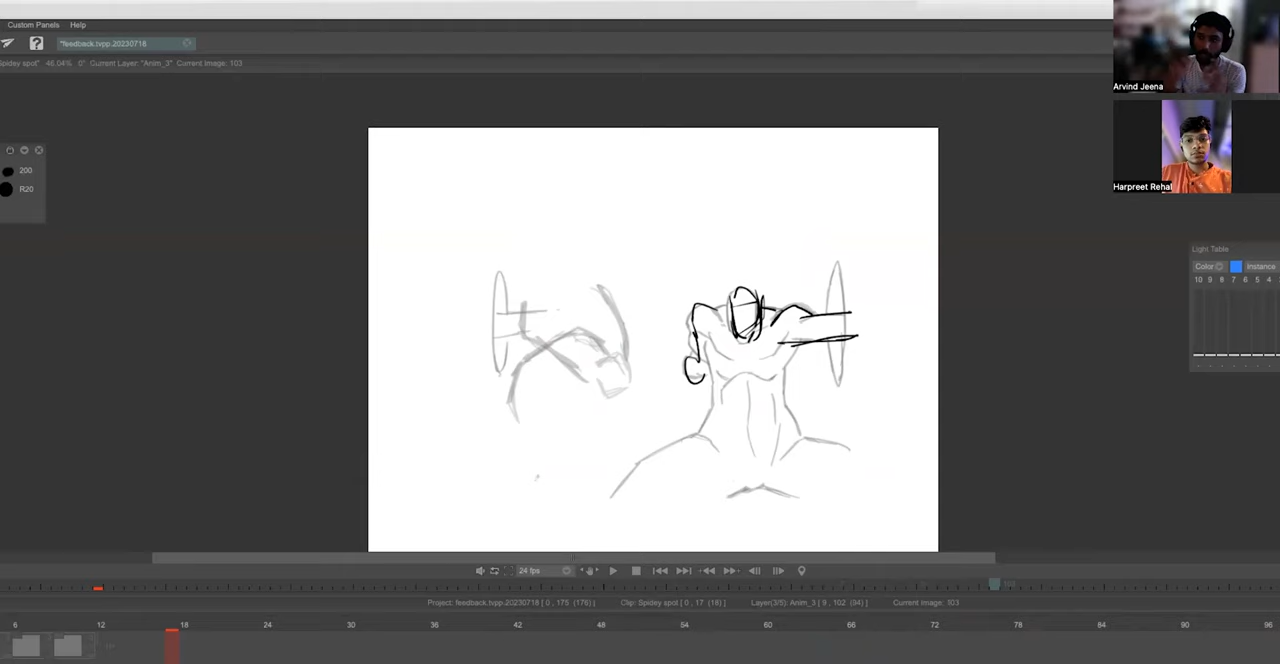 Custom Panels Help
*feedback.tvpp.20230718
Spidey spot" 46.04% 0° Current Layer: "Anim_3" Current Image: 103
Arvind Jeena
200
R20
Harpreet Rehal
Light Table
Color Instance
10 9 8 7 6 5 4
24 fps
Project: feedback.tvpp.20230718 [ 0 , 175 (176) ] Clip: Spidey spot [ 0 , 17 (18) ] Layer(3/5): Anim_3 [ 9 , 102 (94) ] Current Image: 103
6 12 18 24 30 36 42 48 54 60 66 72 78 84 90 96